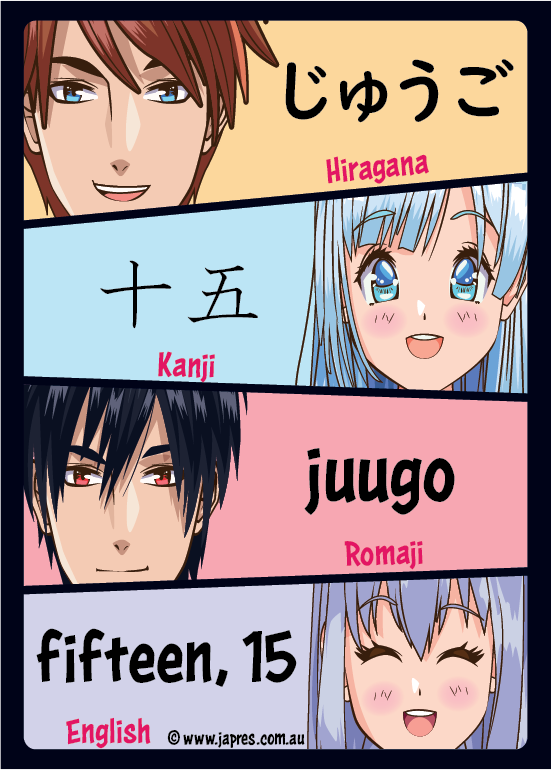 じゅうご
Hiragana
十五
Kanji
juugo
Romaji
fifteen, 15
English
© www.japres.com.au